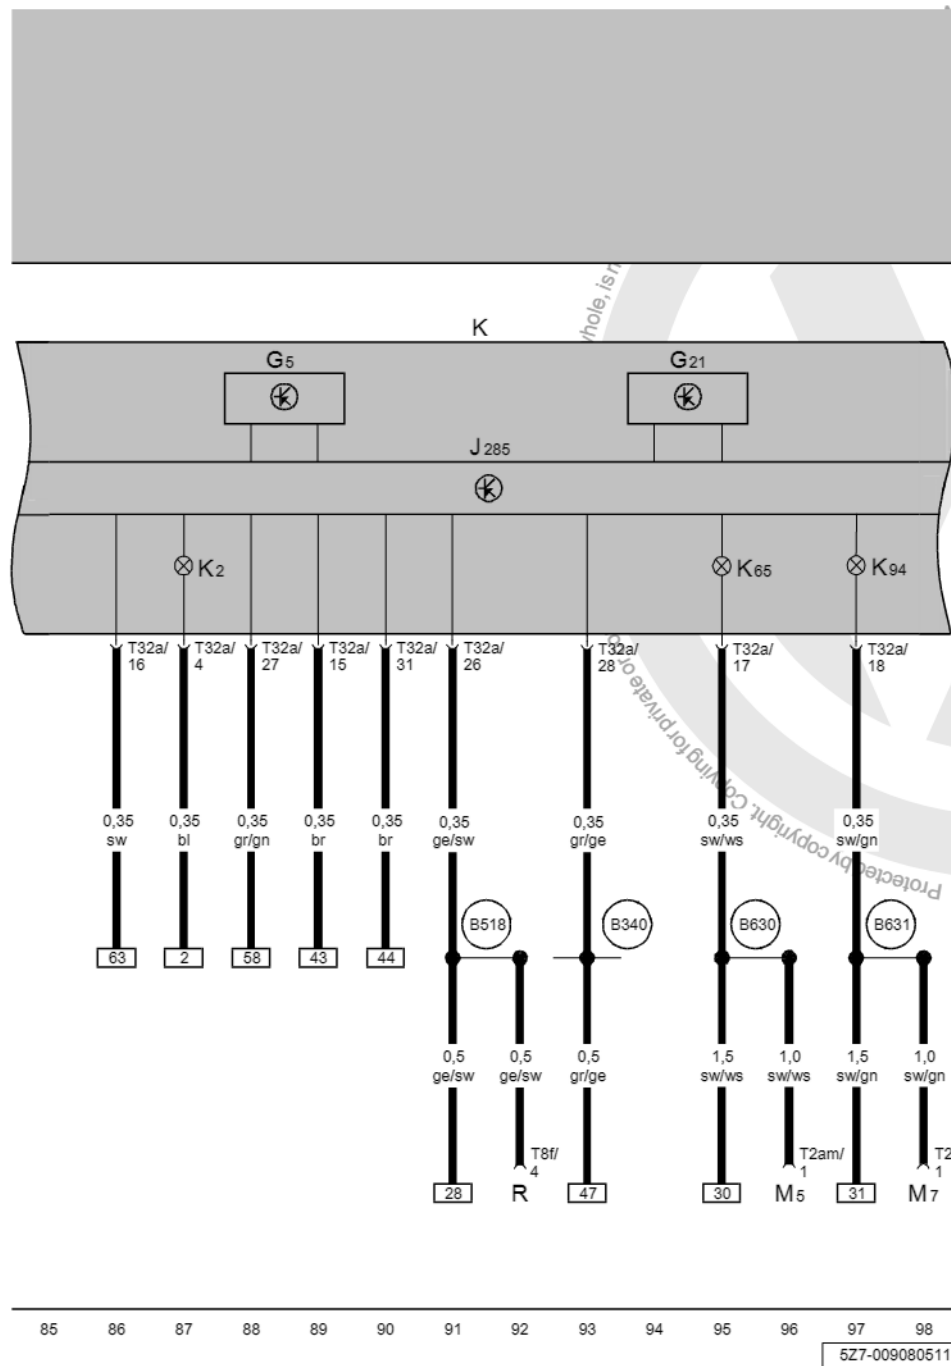 K
G5
G21
J285
K2
K65
K94
T32a/
16
T32a/
4
T32a/
27
T32a/
15
T32a/
31
T32a/
26
T32a/
28
T32a/
17
T32a/
18
0,35
sw
0,35
bl
0,35
gr/gn
0,35
br
0,35
br
0,35
ge/sw
0,35
gr/ge
0,35
sw/ws
0,35
sw/gn
B518
B340
B630
B631
63
2
58
43
44
0,5
ge/sw
0,5
ge/sw
0,5
gr/ge
1,5
sw/ws
1,0
sw/ws
1,5
sw/gn
1,0
sw/gn
T8f/
4
T2am/
1
T2
1
28
R
47
30
M5
31
M7
whole, is n
Protected by copyright. Copying for private or
85 86 87 88 89 90 91 92 93 94 95 96 97 98
5Z7-009080511